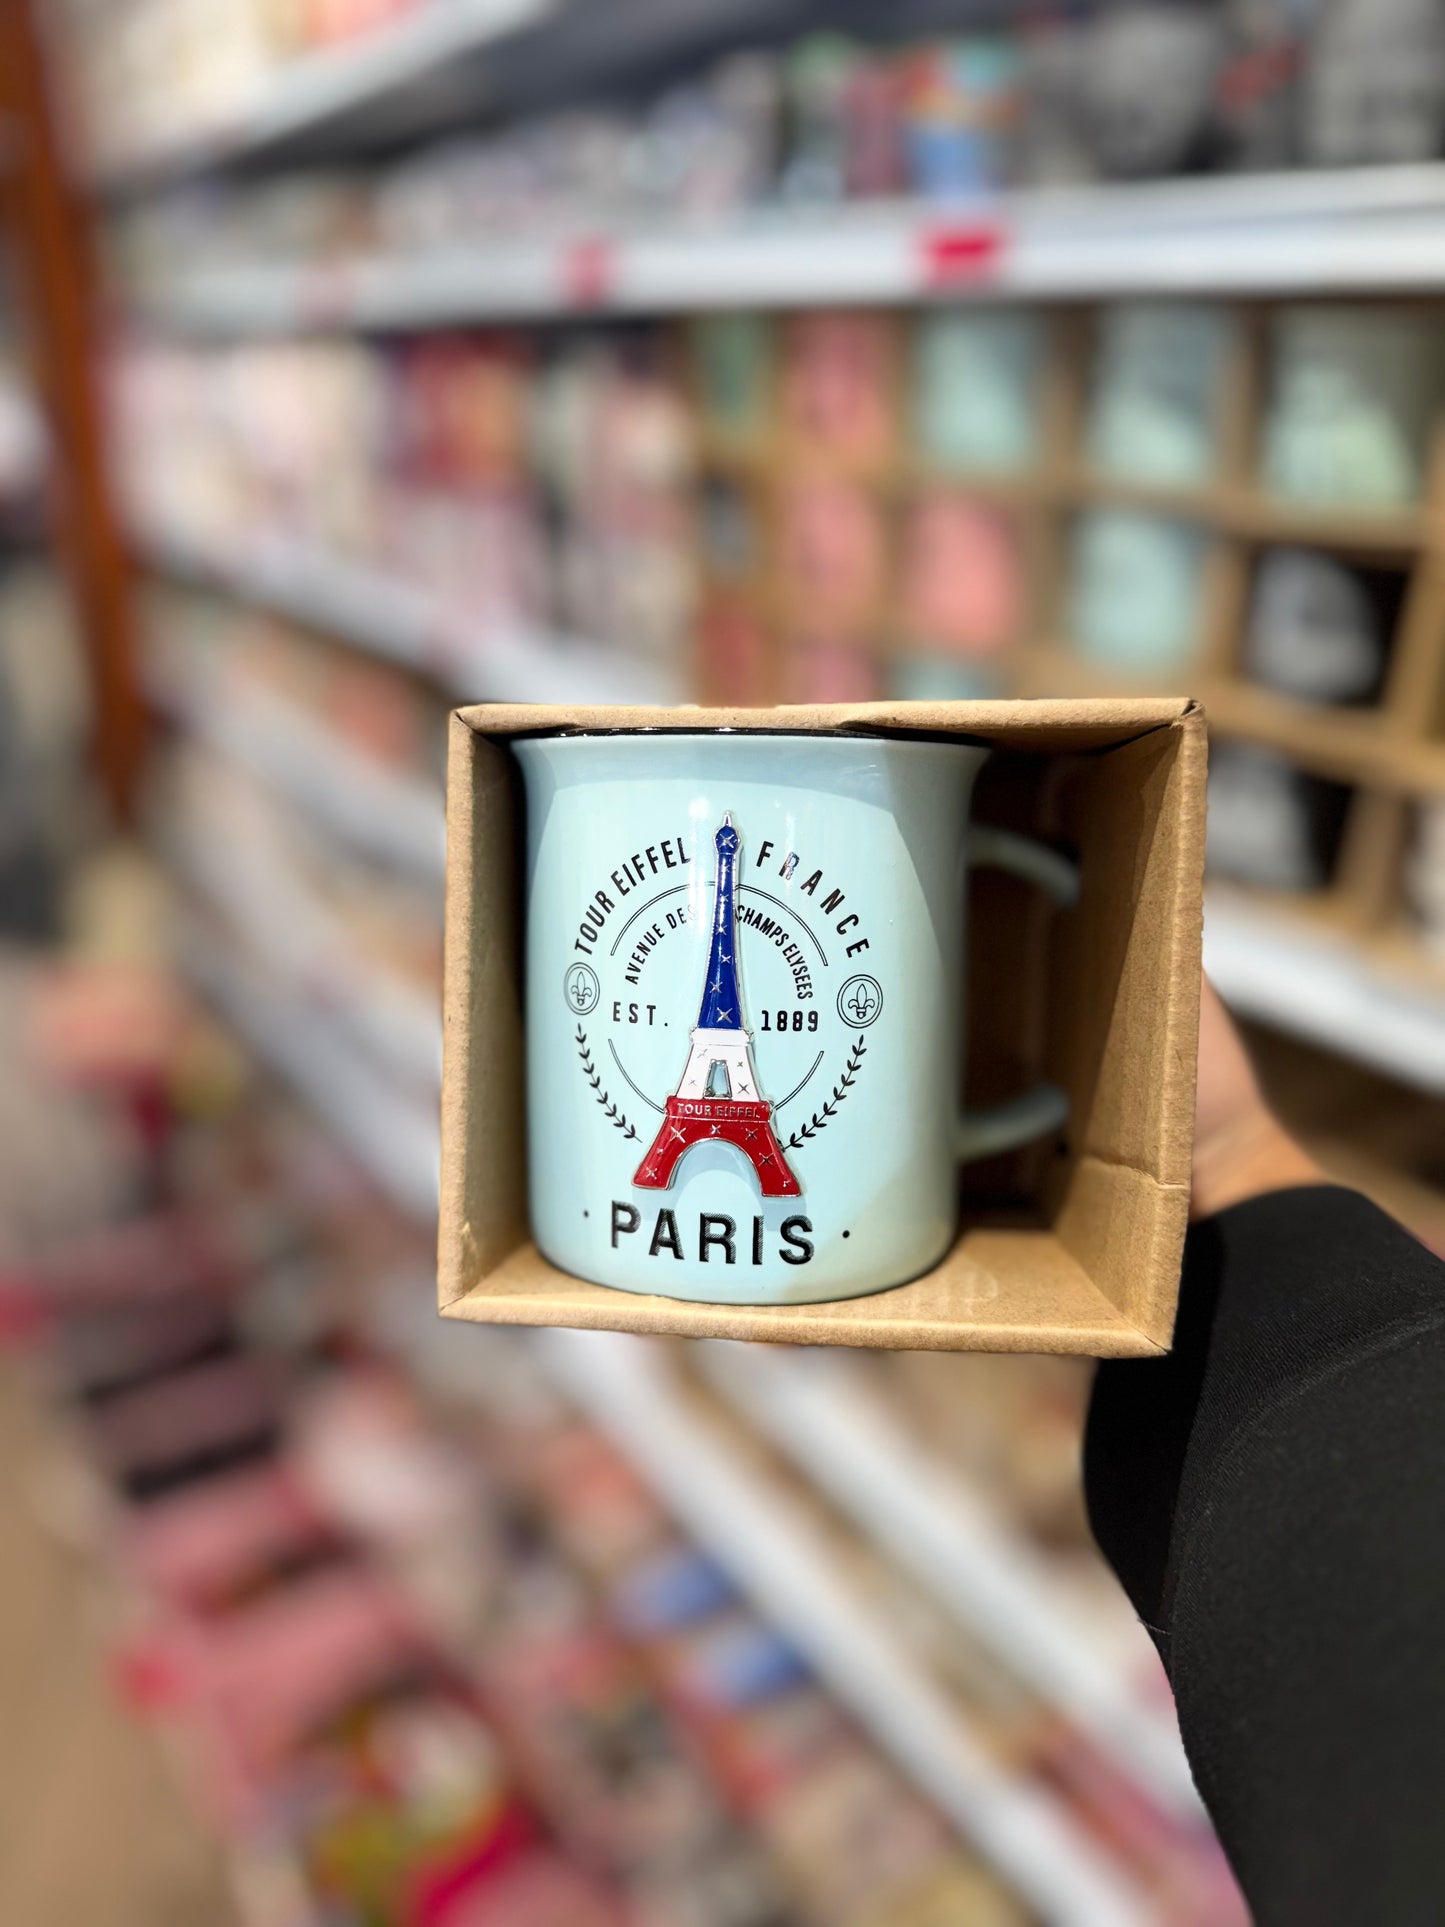 TOUR EIFFEL FRANCE
AVENUE DES CHAMPS ELYSEES
EST. 1889
TOUR EIFFEL
· PARIS ·